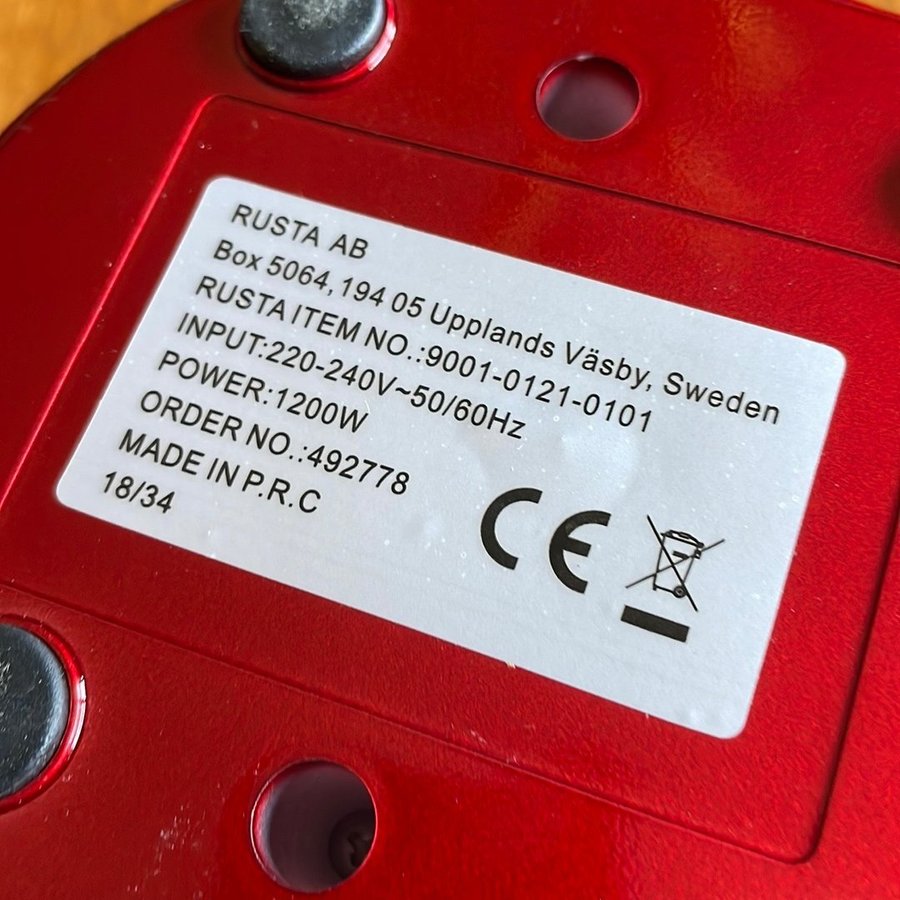 RUSTA AB
Box 5064, 194 05 Upplands Väsby, Sweden
RUSTA ITEM NO.:9001-0121-0101
INPUT:220-240V~50/60Hz
POWER:1200W
ORDER NO.:492778
MADE IN P.R.C
18/34
CE